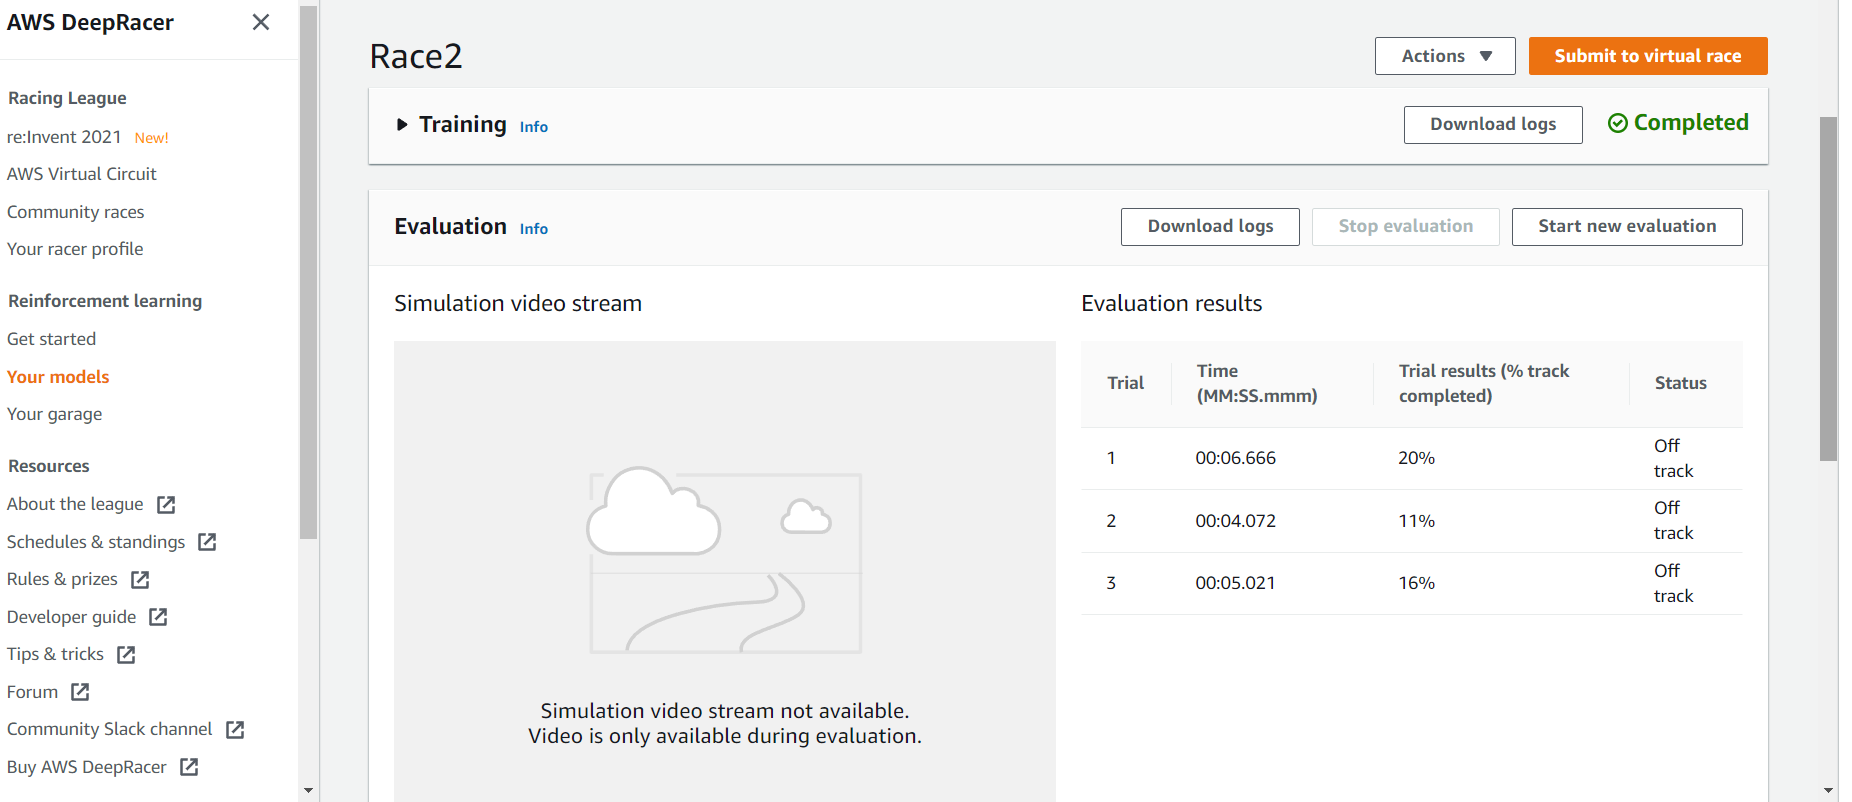 AWS DeepRacer
Racing League
re:Invent 2021 New!
AWS Virtual Circuit
Community races
Your racer profile
Reinforcement learning
Get started
Your models
Your garage
Resources
About the league
Schedules & standings
Rules & prizes
Developer guide
Tips & tricks
Forum
Community Slack channel
Buy AWS DeepRacer
Race2
Actions
Submit to virtual race
Training Info
Download logs
Completed
Evaluation Info
Download logs
Stop evaluation
Start new evaluation
Simulation video stream
Simulation video stream not available.
Video is only available during evaluation.
Evaluation results
Trial
Time
(MM:SS.mmm)
Trial results (% track
completed)
Status
1
00:06.666
20%
Off
track
2
00:04.072
11%
Off
track
3
00:05.021
16%
Off
track